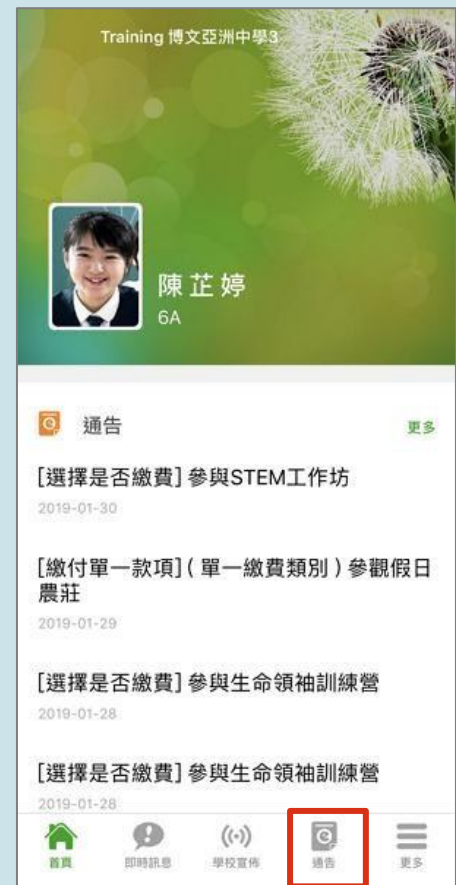 Training 博文亞洲中學3
陳芷婷
6A
通告
更多
[選擇是否繳費] 參與STEM工作坊
2019-01-30
[繳付單一款項] ( 單一繳費類別 ) 參觀假日
農莊
2019-01-29
[選擇是否繳費] 參與生命領袖訓練營
2019-01-28
[選擇是否繳費] 參與生命領袖訓練營
2019-01-28
首頁
即時訊息
學校宣佈
通告
更多